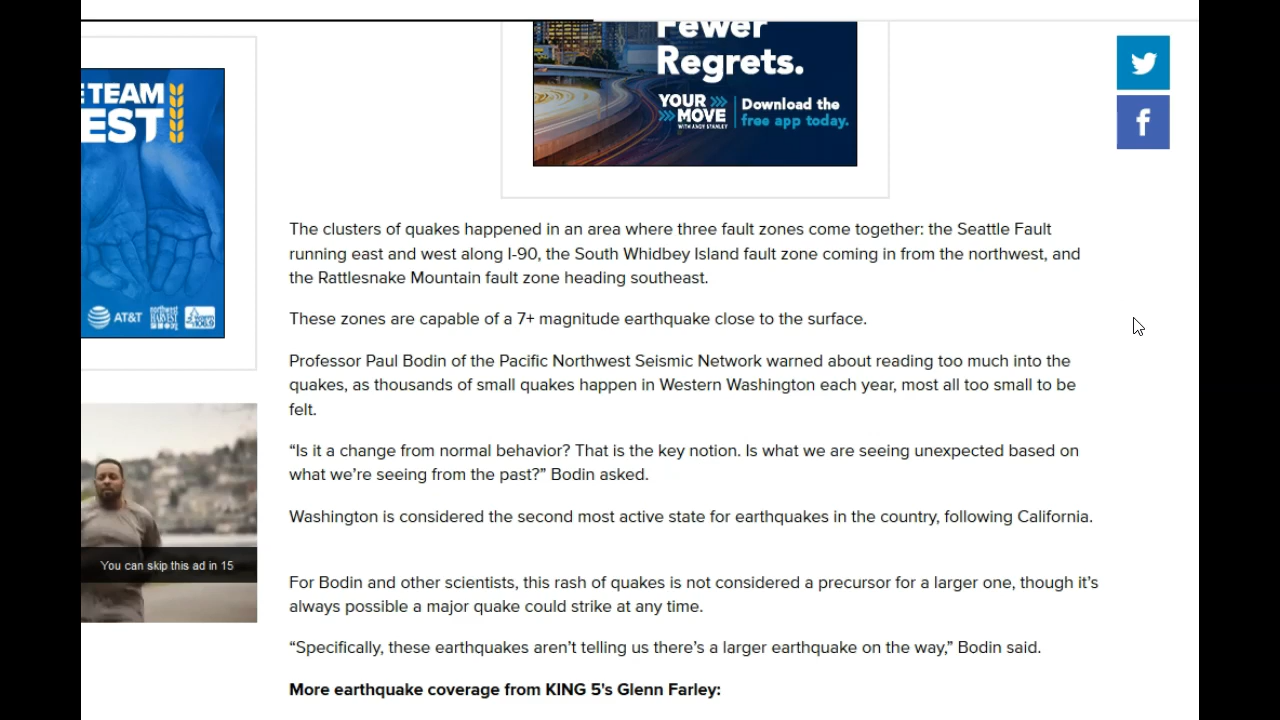 Fewer
Regrets.
YOUR
MOVE
WITH ANDY STANLEY
Download the
free app today.
E TEAM
EST
AT&T
northwest
HARVEST
The clusters of quakes happened in an area where three fault zones come together: the Seattle Fault
running east and west along I-90, the South Whidbey Island fault zone coming in from the northwest, and
the Rattlesnake Mountain fault zone heading southeast.
These zones are capable of a 7+ magnitude earthquake close to the surface.
Professor Paul Bodin of the Pacific Northwest Seismic Network warned about reading too much into the
quakes, as thousands of small quakes happen in Western Washington each year, most all too small to be
felt.
“Is it a change from normal behavior? That is the key notion. Is what we are seeing unexpected based on
what we’re seeing from the past?” Bodin asked.
Washington is considered the second most active state for earthquakes in the country, following California.
You can skip this ad in 15
For Bodin and other scientists, this rash of quakes is not considered a precursor for a larger one, though it’s
always possible a major quake could strike at any time.
“Specifically, these earthquakes aren’t telling us there’s a larger earthquake on the way,” Bodin said.
More earthquake coverage from KING 5's Glenn Farley: